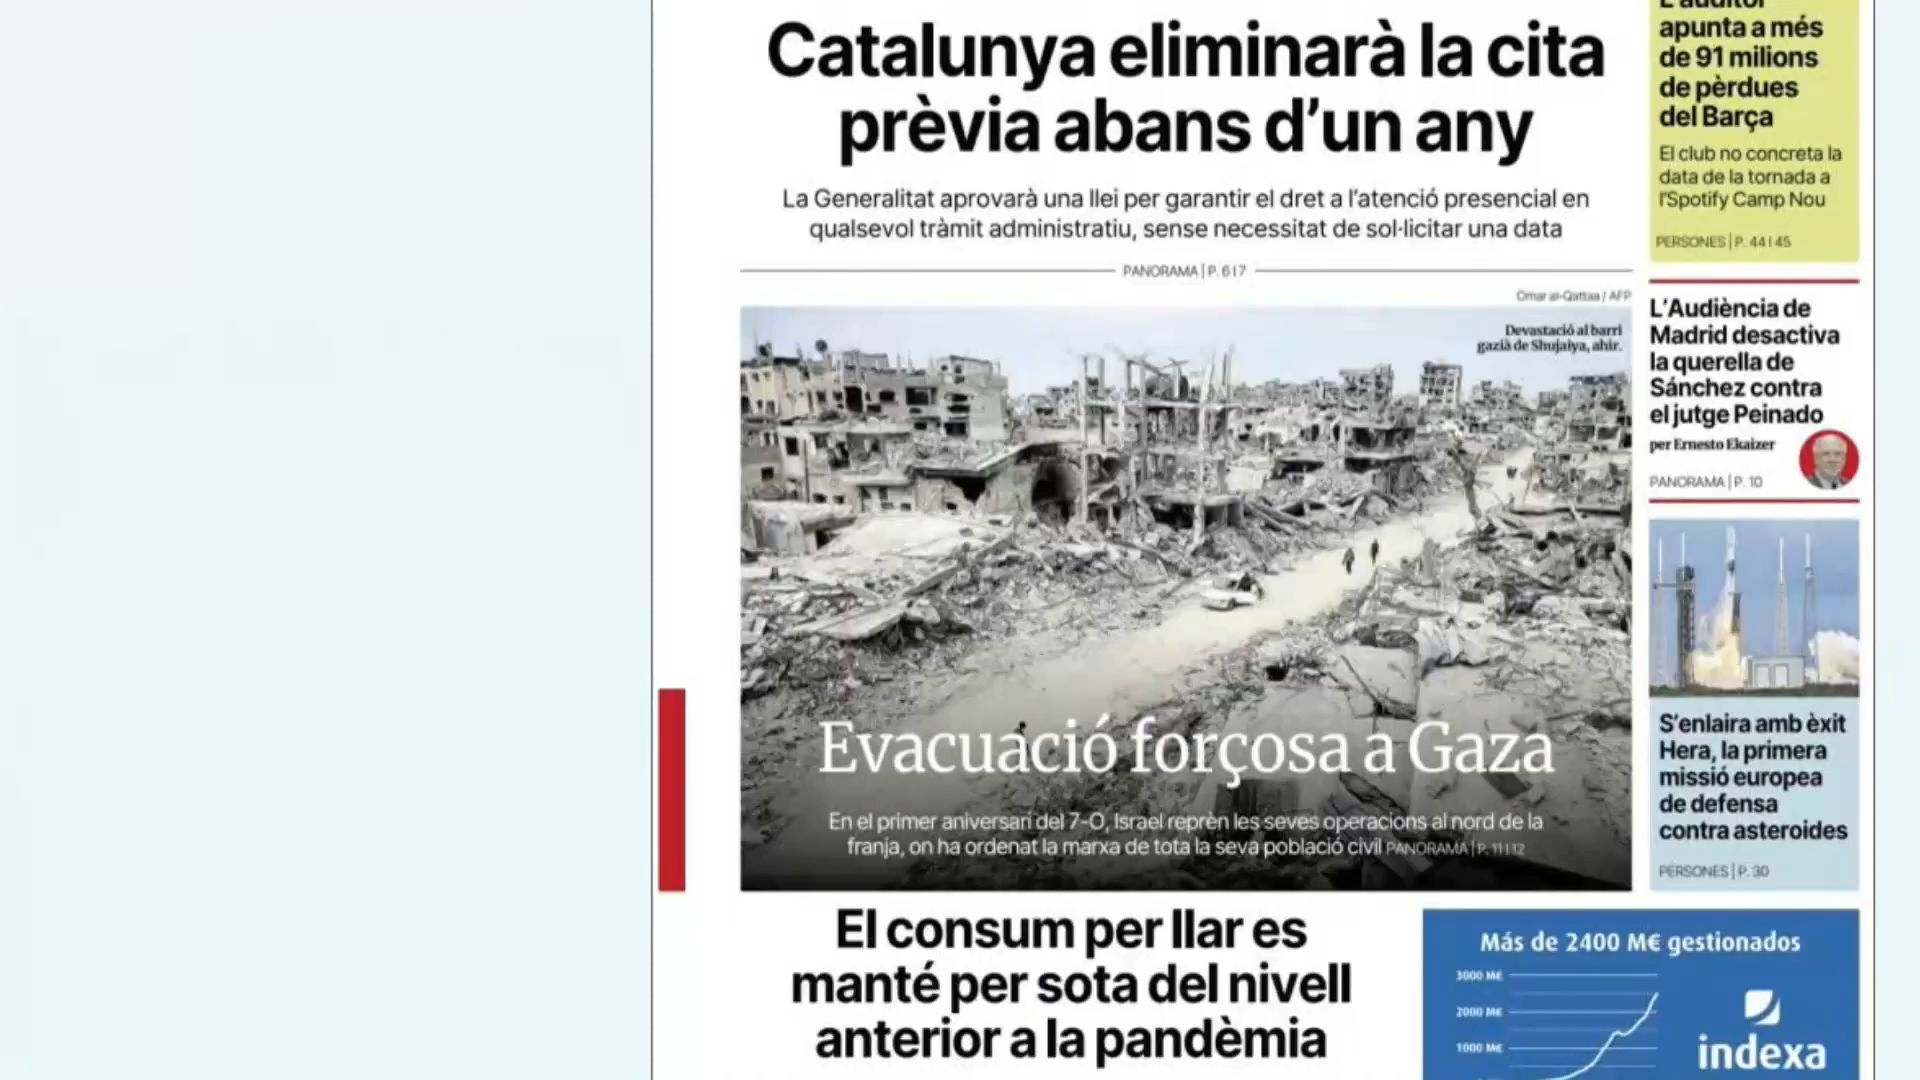 Catalunya eliminarà la cita
prèvia abans d'un any
La Generalitat aprovarà una llei per garantir el dret a l'atenció presencial en
qualsevol tràmit administratiu, sense necessitat de sol·licitar una data
PANORAMA | P. 6 I 7
Omar al-Qattaa / AFP
Devastació al barri
gazià de Shujaiya, ahir.
Evacuació forçosa a Gaza
En el primer aniversari del 7-O, Israel reprèn les seves operacions al nord de la
franja, on ha ordenat la marxa de tota la seva població civil PANORAMA | P. 11 I 12
El consum per llar es
manté per sota del nivell
anterior a la pandèmia
L'auditor
apunta a més
de 91 milions
de pèrdues
del Barça
El club no concreta la
data de la tornada a
l'Spotify Camp Nou
PERSONES | P. 44 I 45
L'Audiència de
Madrid desactiva
la querella de
Sánchez contra
el jutge Peinado
per Ernesto Ekaizer
PANORAMA | P. 10
S'enlaira amb èxit
Hera, la primera
missió europea
de defensa
contra asteroides
PERSONES | P. 30
Más de 2400 M€ gestionados
3000 M€
2000 M€
1000 M€
indexa